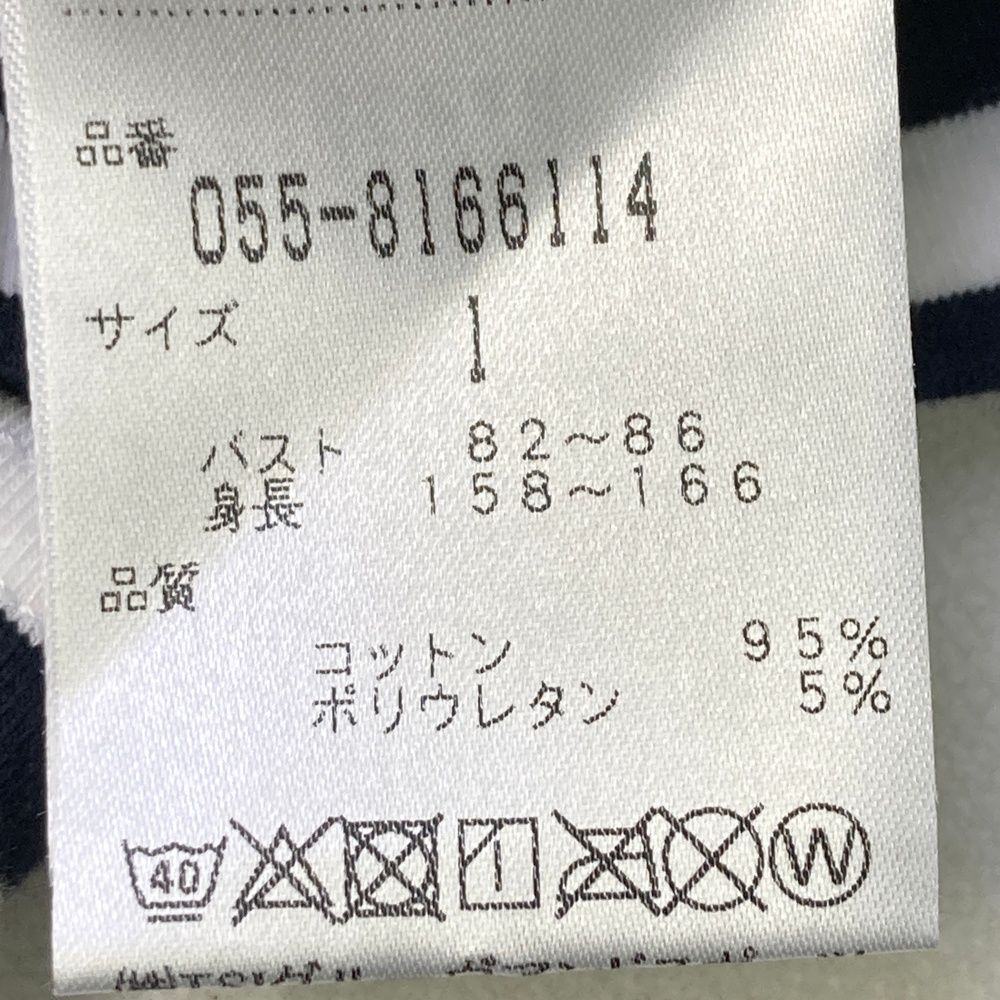 品番
055-8166114
サイズ 1
バスト 82～86
身長 158～166
品質
コットン 95%
ポリウレタン 5%
40 W